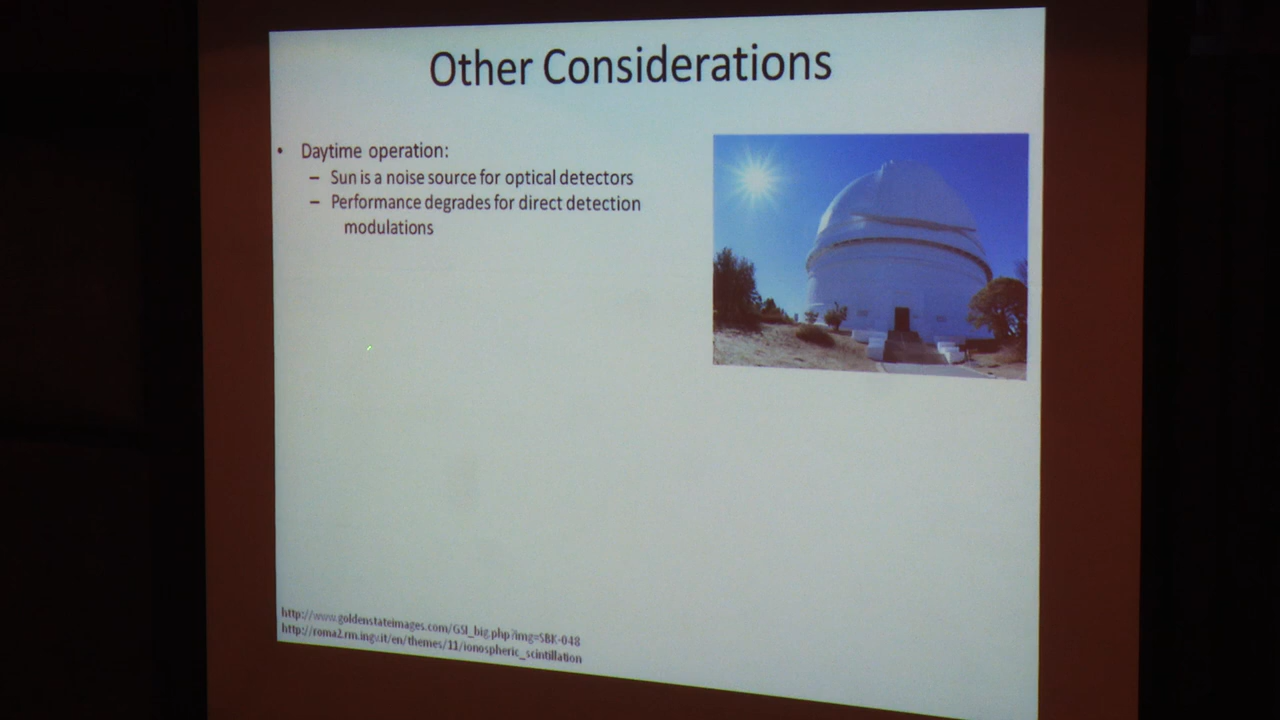 Other Considerations
• Daytime operation:
– Sun is a noise source for optical detectors
– Performance degrades for direct detection
modulations
http://www.goldenstateimages.com/GSI_big.php?img=SBK-048
http://roma2.rm.ingv.it/en/themes/11/ionospheric_scintillation